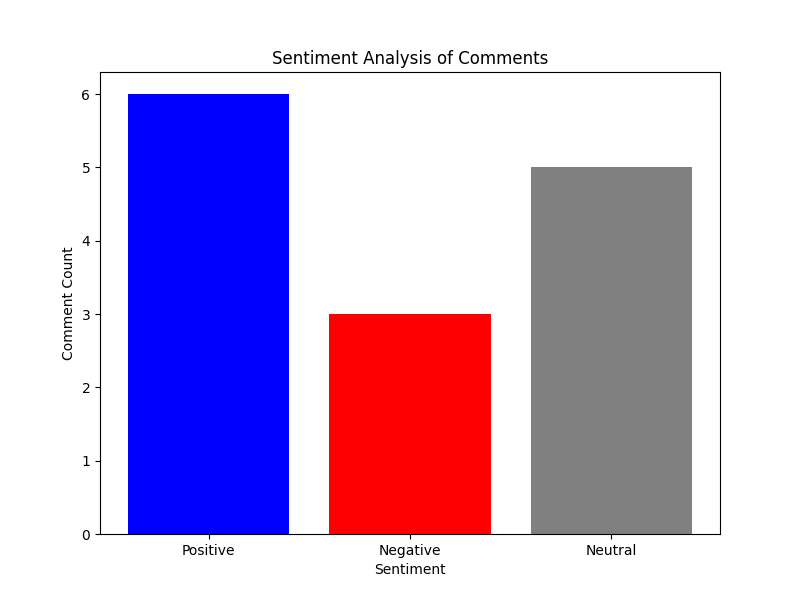 Sentiment Analysis of Comments
6
5
4
3
2
1
0
Comment Count
Positive Negative Neutral
Sentiment